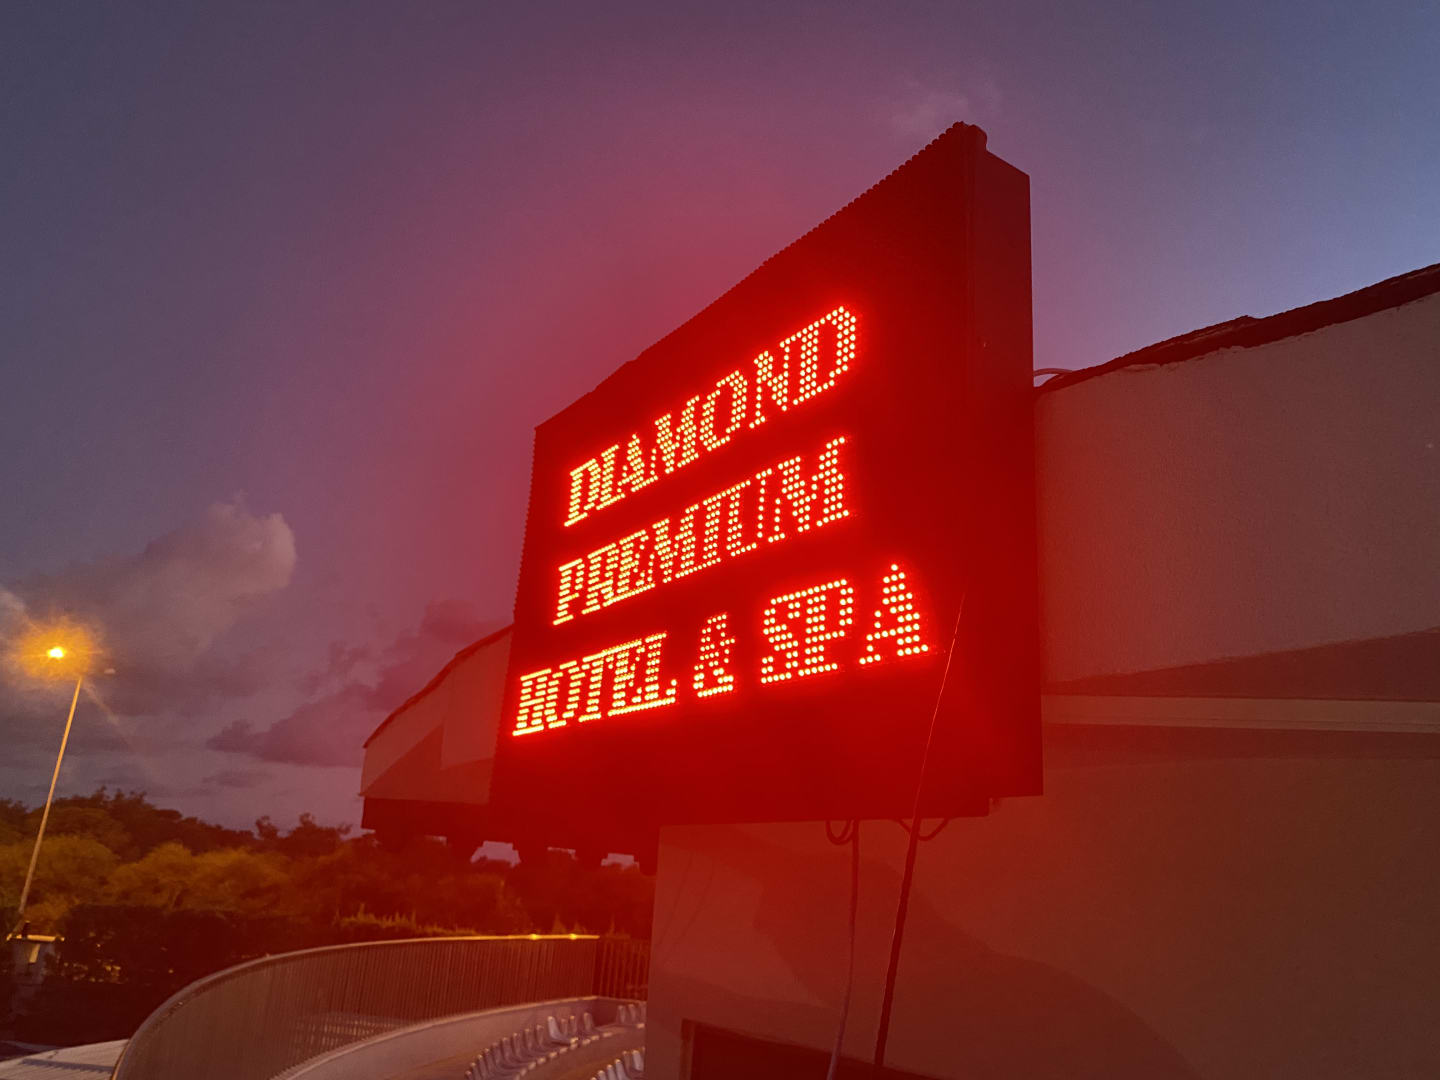 DIAMOND
PREMIUM
HOTEL & SPA